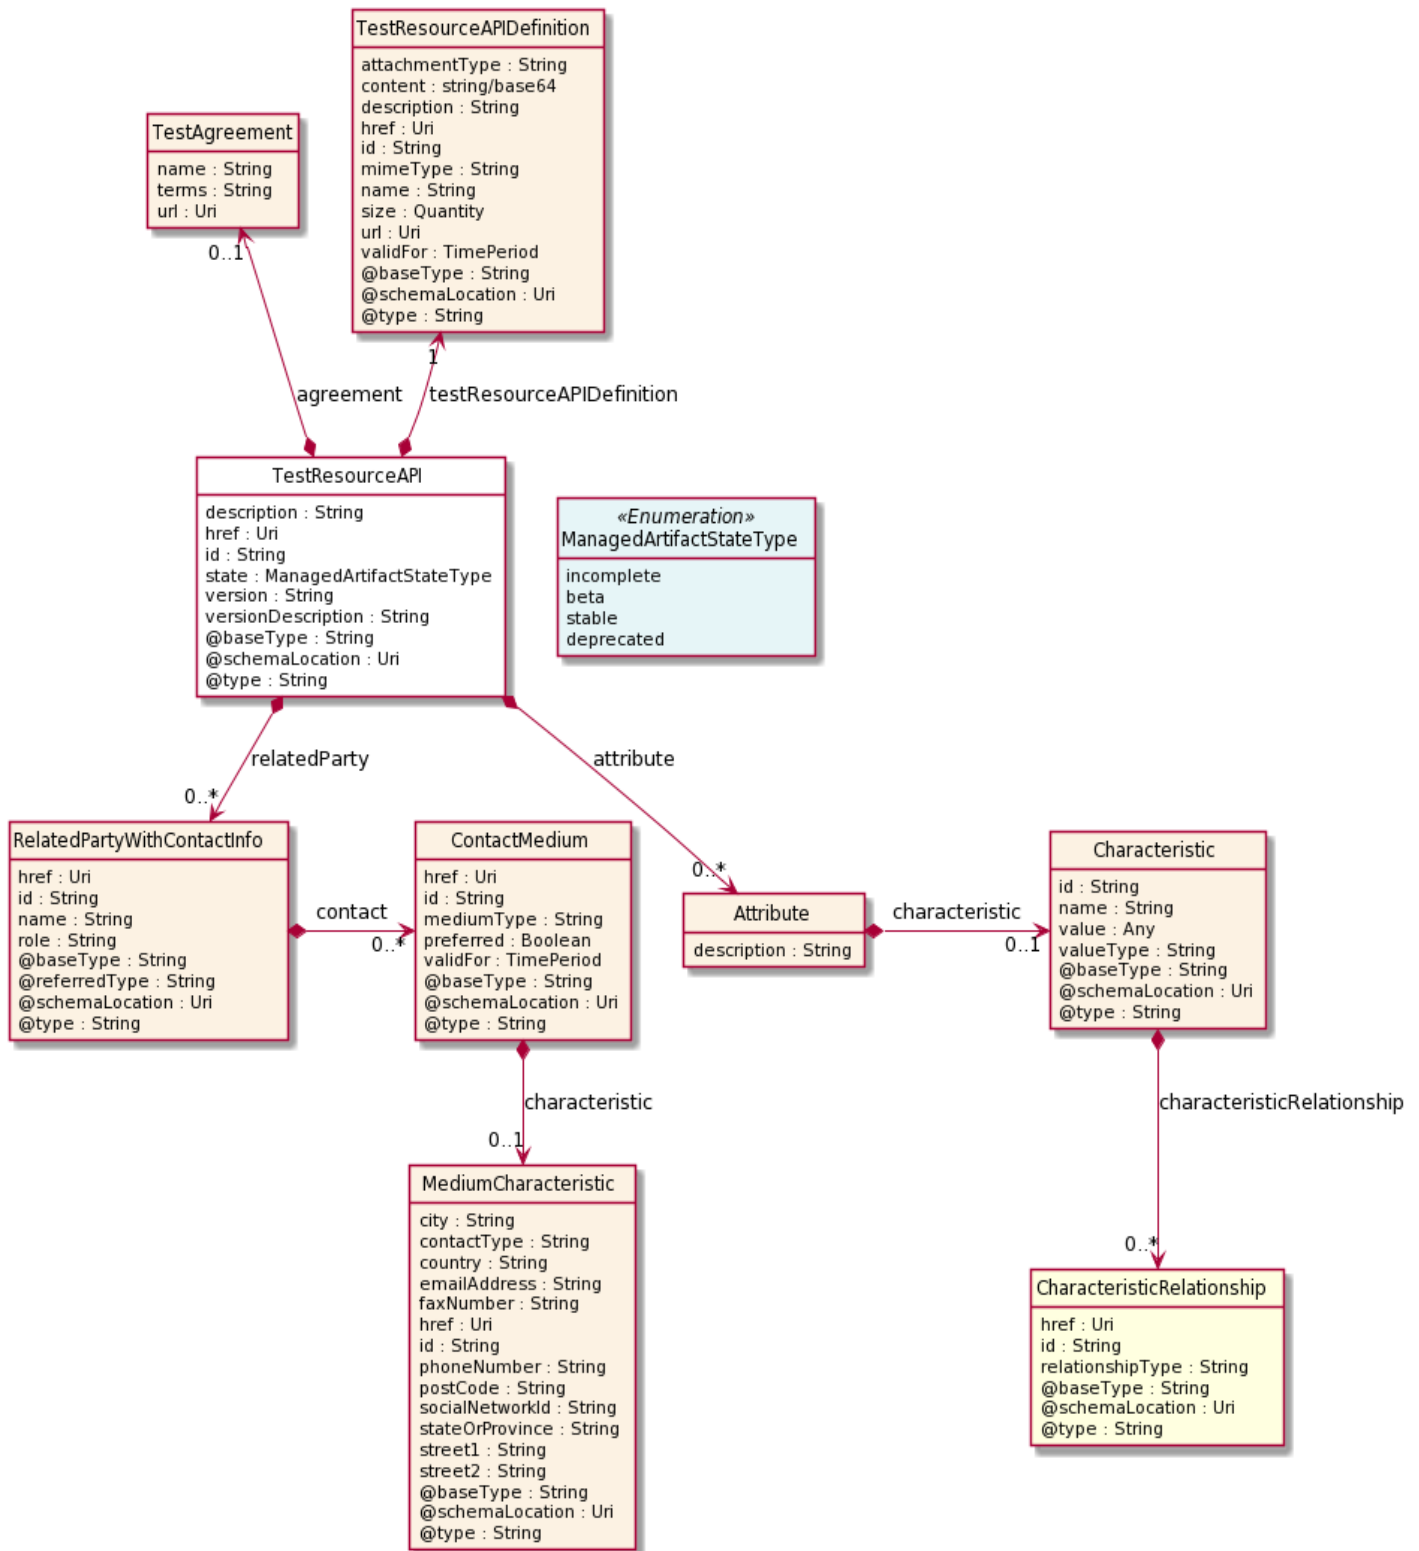 TestResourceAPIDefinition
attachmentType : String
content : string/base64
description : String
href : Uri
id : String
mimeType : String
name : String
size : Quantity
url : Uri
validFor : TimePeriod
@baseType : String
@schemaLocation : Uri
@type : String
TestAgreement
name : String
terms : String
url : Uri
0..1
1
agreement
testResourceAPIDefinition
TestResourceAPI
description : String
href : Uri
id : String
state : ManagedArtifactStateType
version : String
versionDescription : String
@baseType : String
@schemaLocation : Uri
@type : String
«Enumeration»
ManagedArtifactStateType
incomplete
beta
stable
deprecated
relatedParty
attribute
0..*
0..*
RelatedPartyWithContactInfo
href : Uri
id : String
name : String
role : String
@baseType : String
@referredType : String
@schemaLocation : Uri
@type : String
contact
0..*
ContactMedium
href : Uri
id : String
mediumType : String
preferred : Boolean
validFor : TimePeriod
@baseType : String
@schemaLocation : Uri
@type : String
Attribute
description : String
characteristic
0..1
Characteristic
id : String
name : String
value : Any
valueType : String
@baseType : String
@schemaLocation : Uri
@type : String
characteristic
0..1
characteristicRelationship
0..*
MediumCharacteristic
city : String
contactType : String
country : String
emailAddress : String
faxNumber : String
href : Uri
id : String
phoneNumber : String
postCode : String
socialNetworkId : String
stateOrProvince : String
street1 : String
street2 : String
@baseType : String
@schemaLocation : Uri
@type : String
CharacteristicRelationship
href : Uri
id : String
relationshipType : String
@baseType : String
@schemaLocation : Uri
@type : String